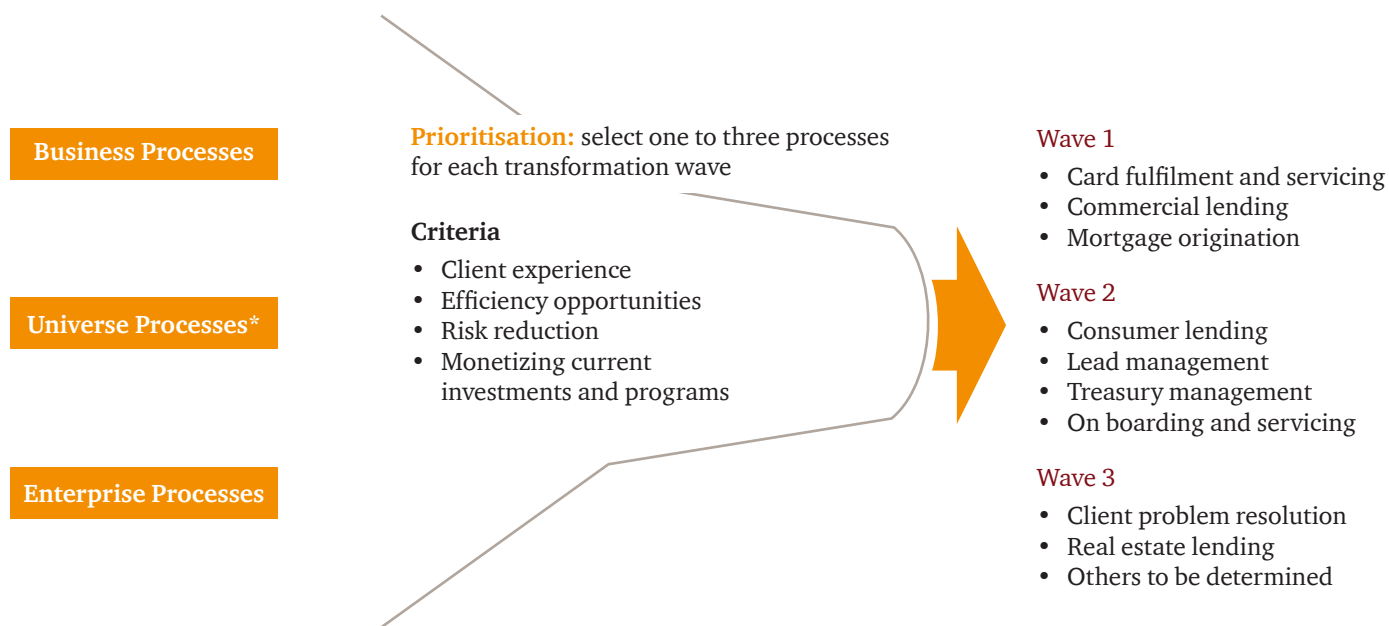 Business Processes
Universe Processes*
Enterprise Processes
Prioritisation: select one to three processes
for each transformation wave
Criteria
• Client experience
• Efficiency opportunities
• Risk reduction
• Monetizing current
investments and programs
Wave 1
• Card fulfilment and servicing
• Commercial lending
• Mortgage origination
Wave 2
• Consumer lending
• Lead management
• Treasury management
• On boarding and servicing
Wave 3
• Client problem resolution
• Real estate lending
• Others to be determined